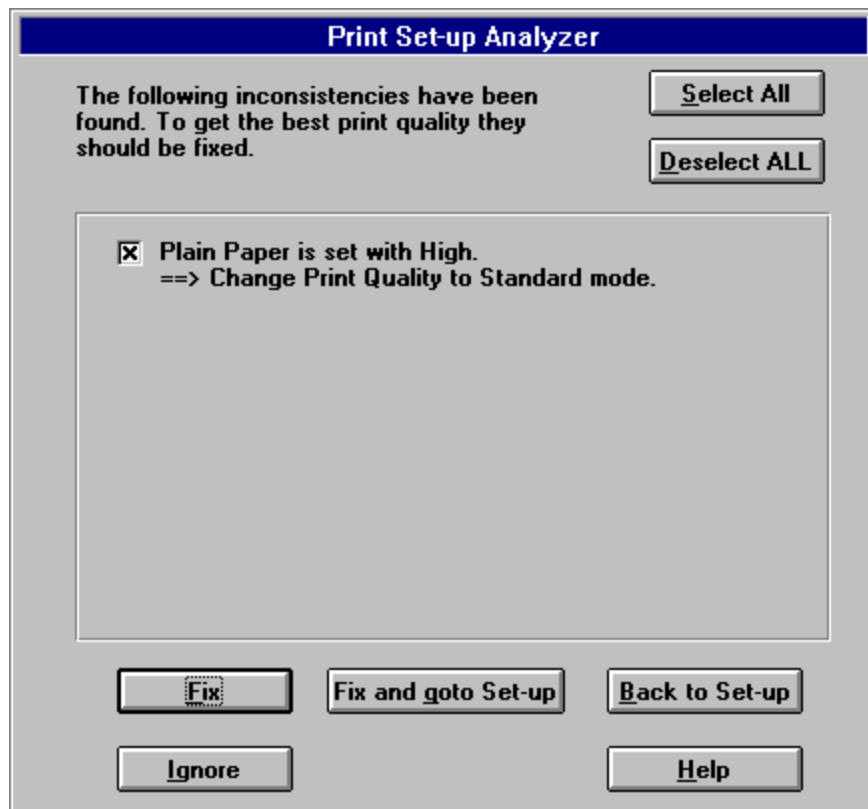 Print Set-up Analyzer
The following inconsistencies have been
found. To get the best print quality they
should be fixed.
Select All
Deselect ALL
Plain Paper is set with High.
==> Change Print Quality to Standard mode.
Fix
Fix and goto Set-up
Back to Set-up
Ignore
Help